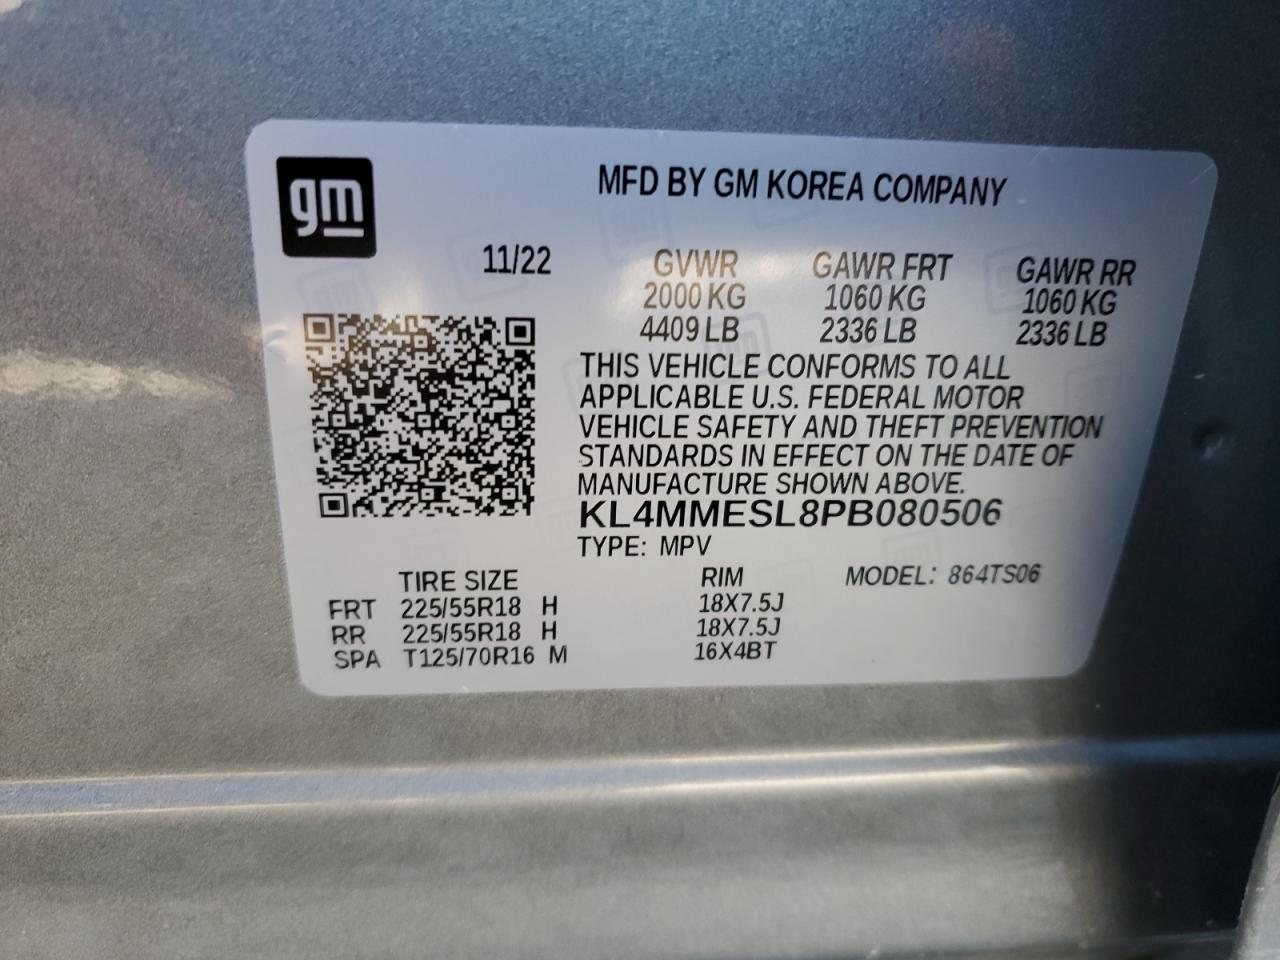 gm
MFD BY GM KOREA COMPANY
11/22 GVWR GAWR FRT GAWR RR
2000 KG 1060 KG 1060 KG
4409 LB 2336 LB 2336 LB
THIS VEHICLE CONFORMS TO ALL
APPLICABLE U.S. FEDERAL MOTOR
VEHICLE SAFETY AND THEFT PREVENTION
STANDARDS IN EFFECT ON THE DATE OF
MANUFACTURE SHOWN ABOVE.
KL4MMESL8PB080506
TYPE: MPV
TIRE SIZE RIM MODEL: 864TS06
FRT 225/55R18 H 18X7.5J
RR 225/55R18 H 18X7.5J
SPA T125/70R16 M 16X4BT